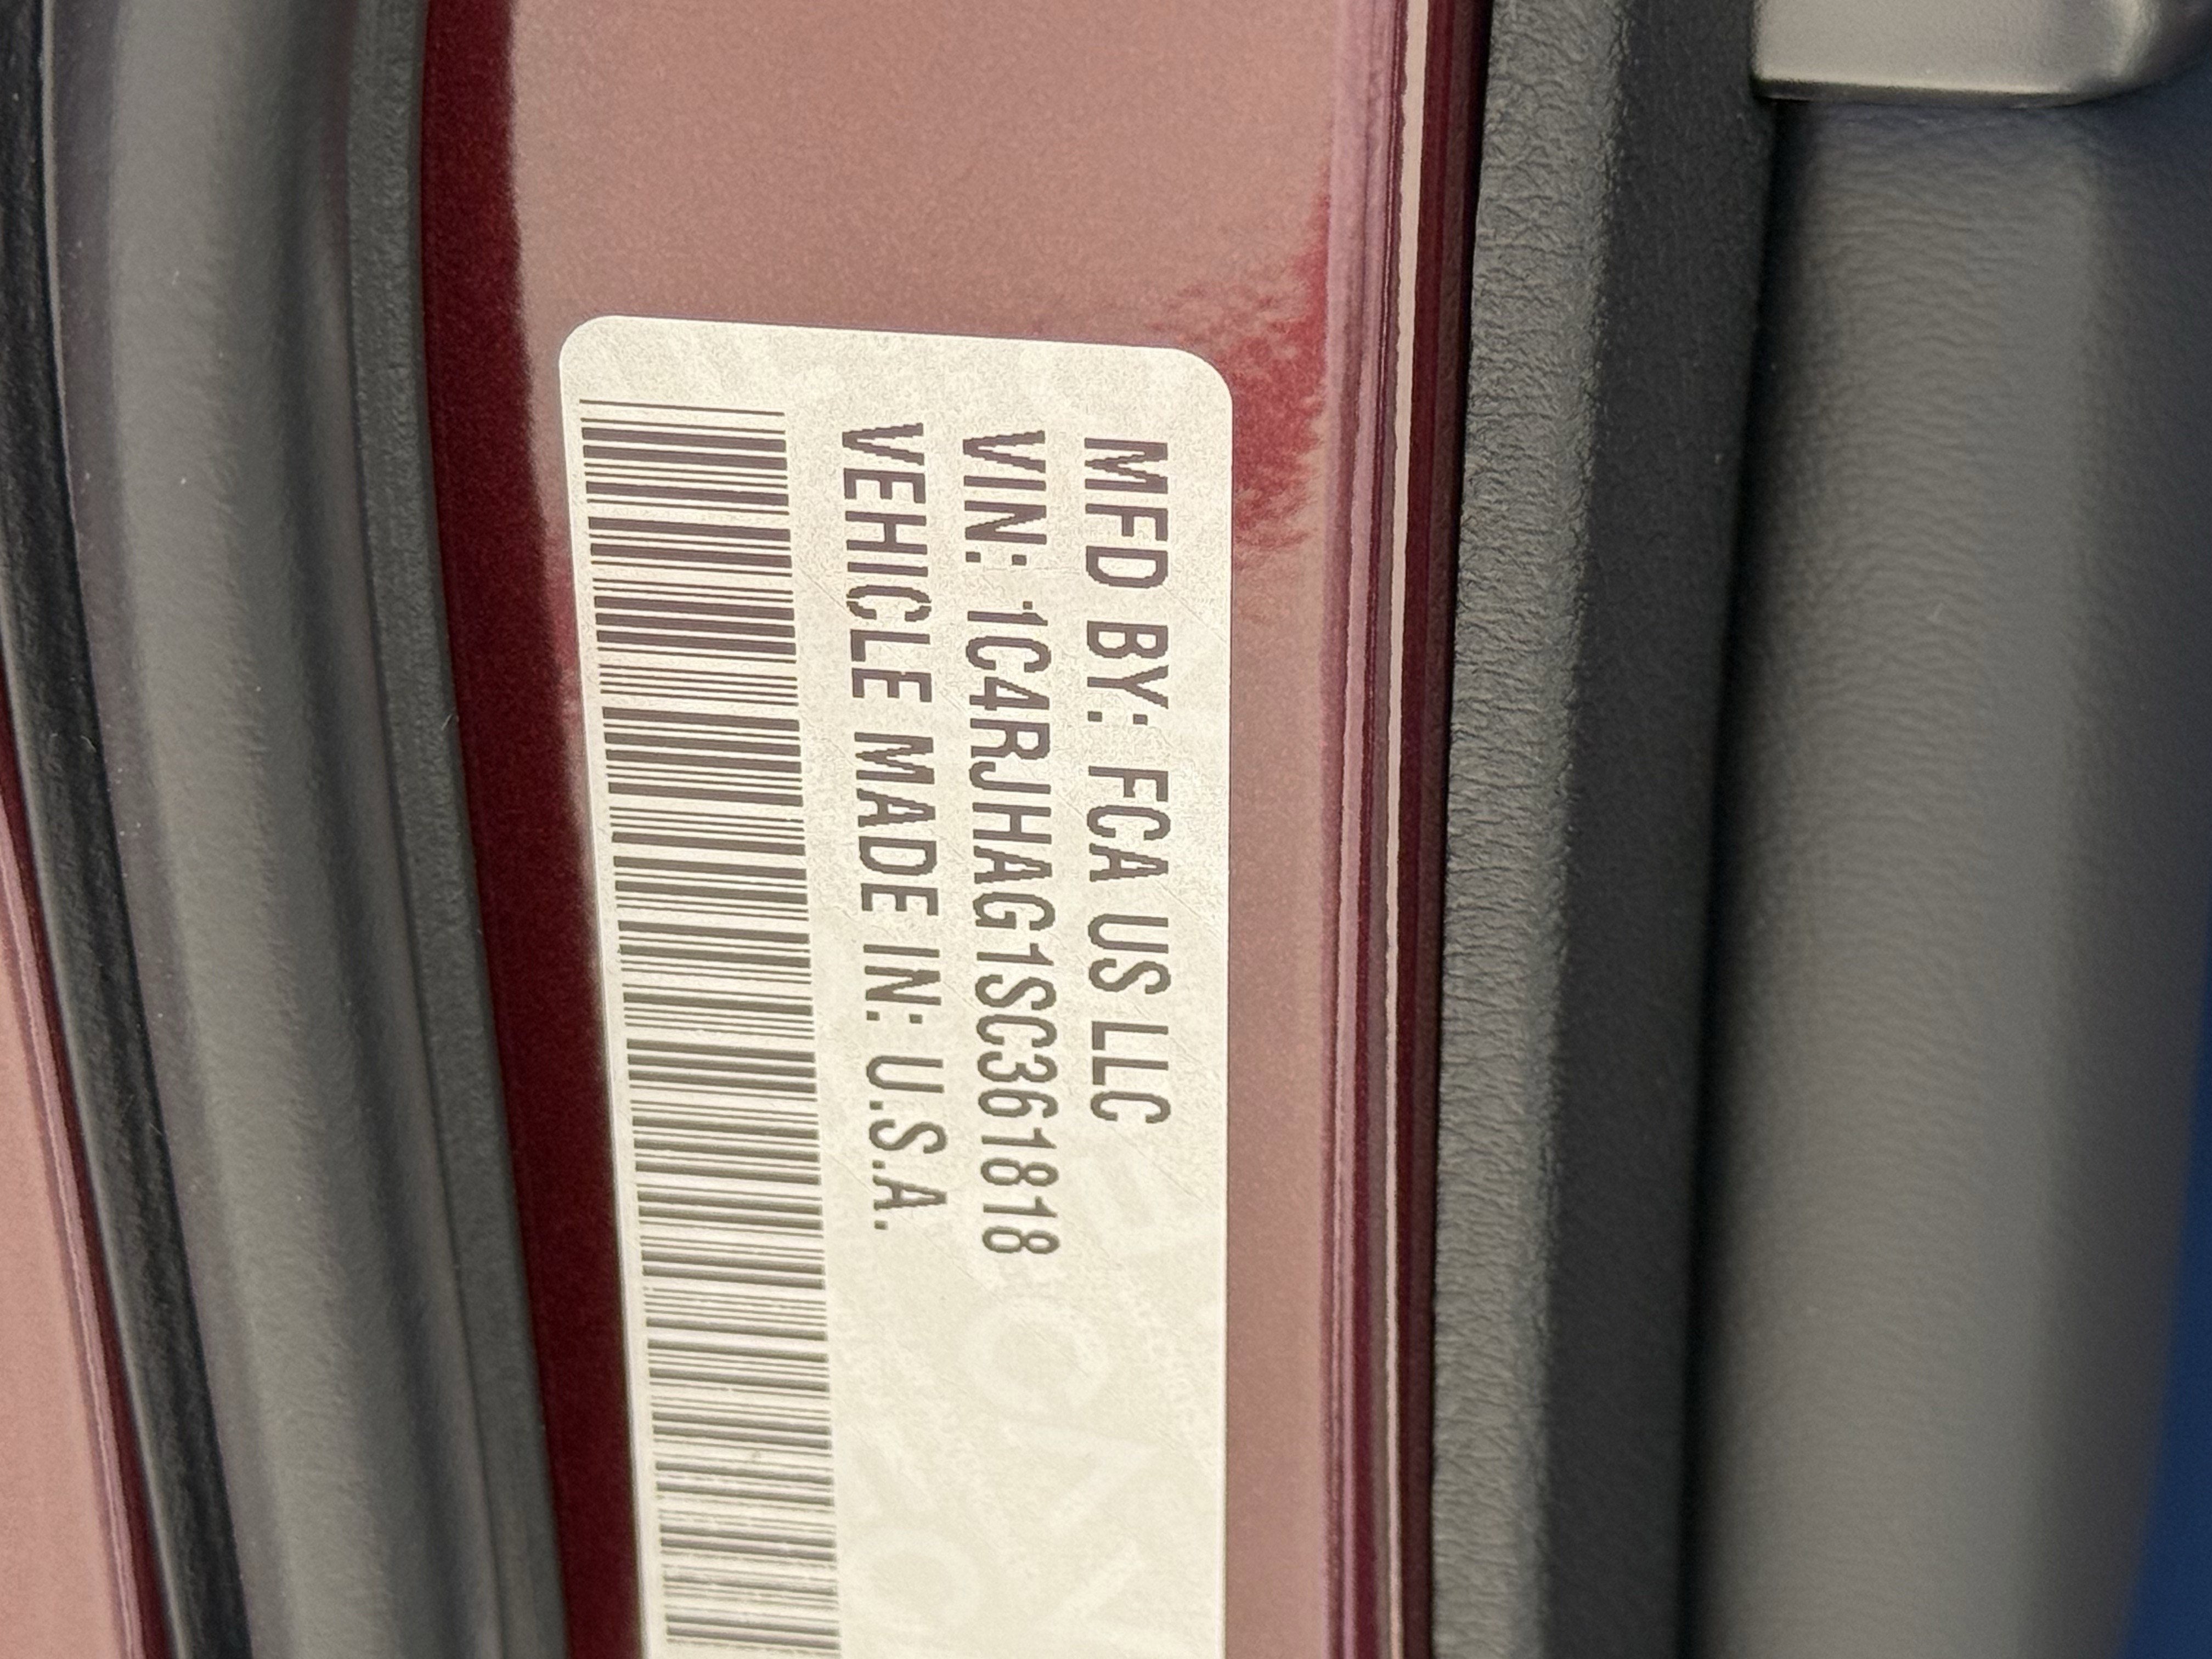 MFD BY: FCA US LLC
VIN: 1C4RJHAG1SC361818
VEHICLE MADE IN: U.S.A.